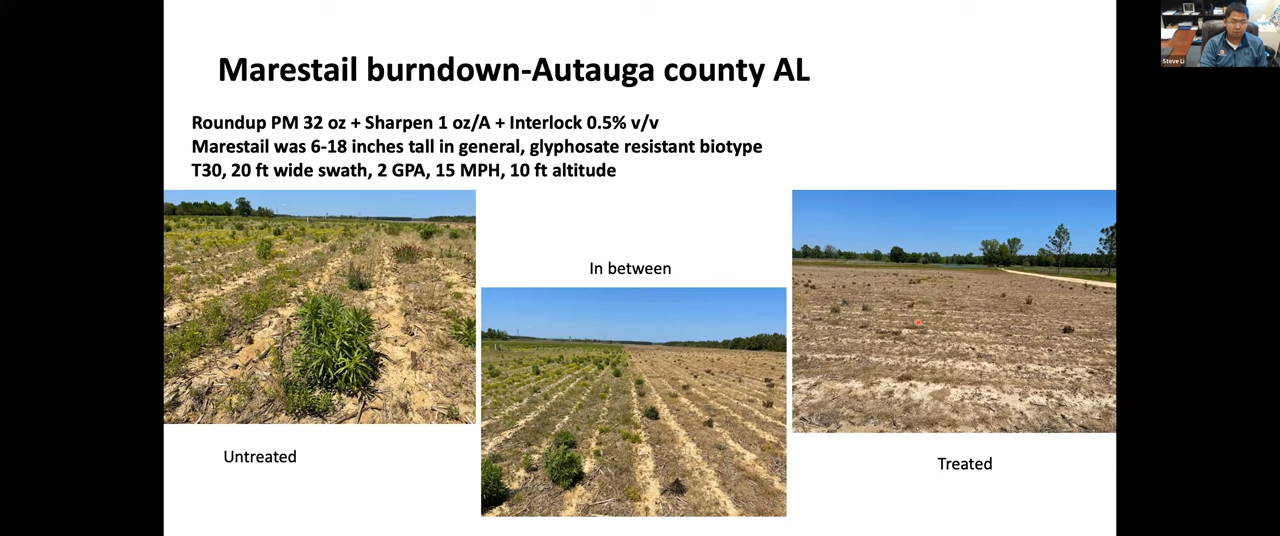 Marestail burndown-Autauga county AL
Roundup PM 32 oz + Sharpen 1 oz/A + Interlock 0.5% v/v
Marestail was 6-18 inches tall in general, glyphosate resistant biotype
T30, 20 ft wide swath, 2 GPA, 15 MPH, 10 ft altitude
In between
Untreated
Treated
Steve Li